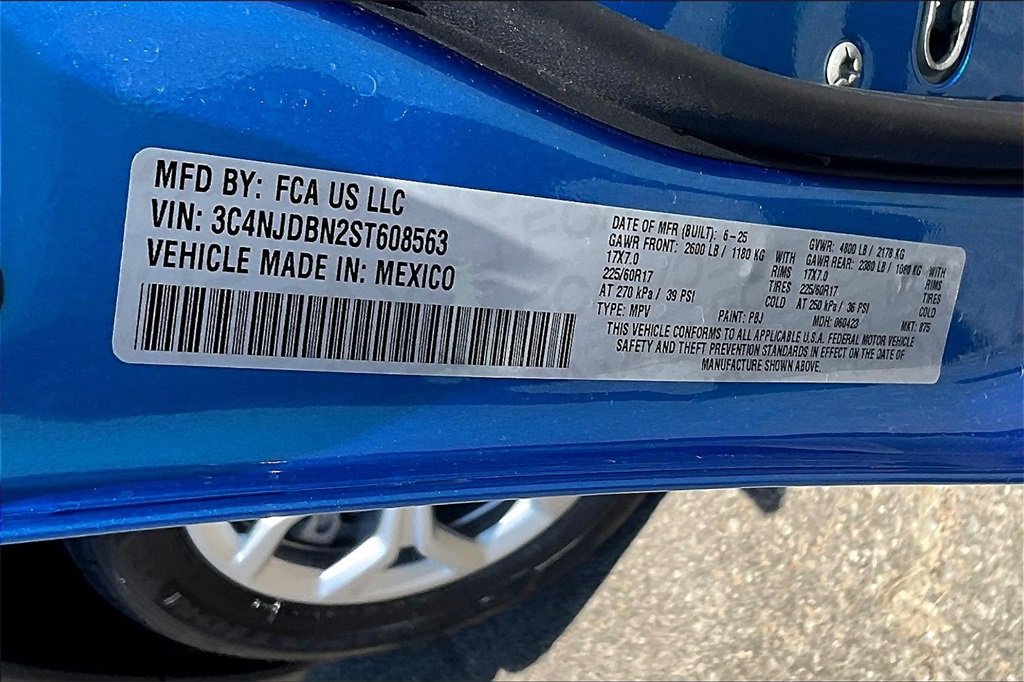 MFD BY: FCA US LLC
VIN: 3C4NJDBN2ST608563
VEHICLE MADE IN: MEXICO
DATE OF MFR (BUILT): 6-25 GVWR: 4800 LB / 2178 KG
GAWR FRONT: 2600 LB / 1180 KG WITH GAWR REAR: 2380 LB / 1080 KG WITH
17X7.0 RIMS 17X7.0 RIMS
225/60R17 TIRES 225/60R17 TIRES
AT 270 kPa / 39 PSI COLD AT 250 kPa / 36 PSI COLD
TYPE: MPV PAINT: PBJ MDH: 060423 MKT: 875
THIS VEHICLE CONFORMS TO ALL APPLICABLE U.S.A. FEDERAL MOTOR VEHICLE
SAFETY AND THEFT PREVENTION STANDARDS IN EFFECT ON THE DATE OF
MANUFACTURE SHOWN ABOVE.